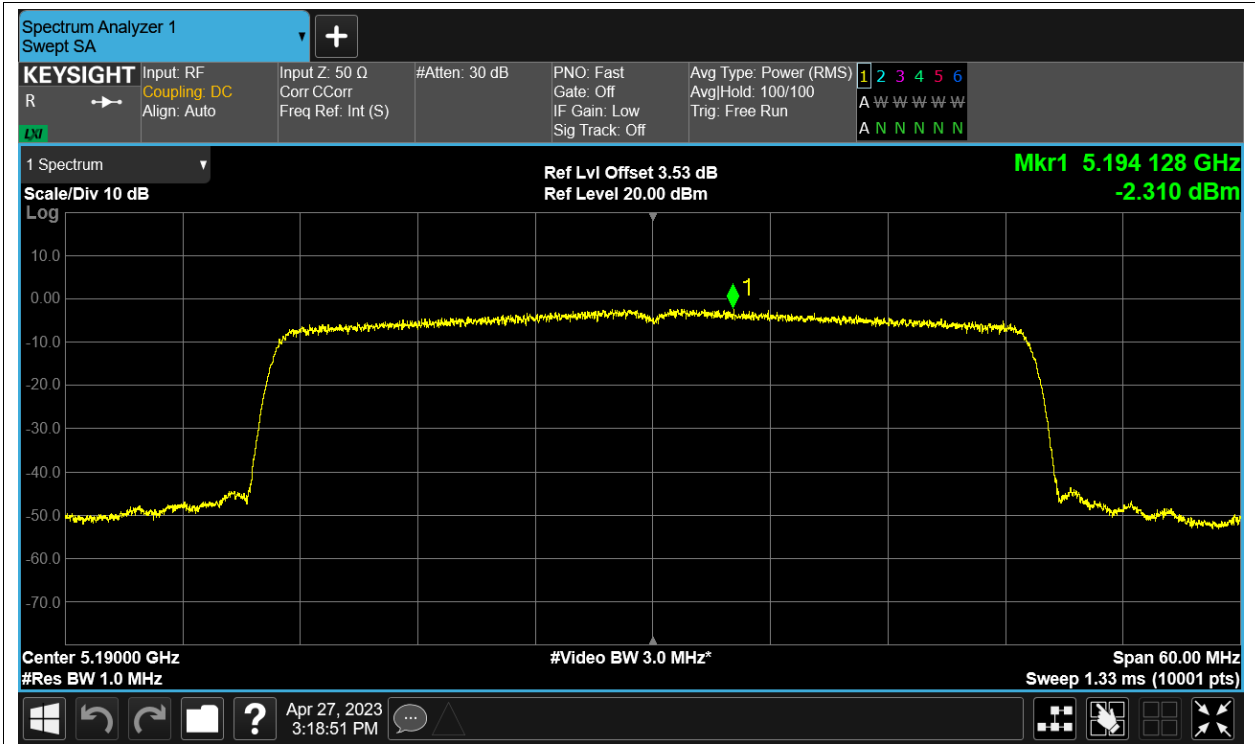 Spectrum Analyzer 1
Swept SA
KEYSIGHT
R
LXI
Input: RF
Coupling: DC
Align: Auto
Input Z: 50 Ω
Corr CCorr
Freq Ref: Int (S)
#Atten: 30 dB
PNO: Fast
Gate: Off
IF Gain: Low
Sig Track: Off
Avg Type: Power (RMS)
Avg|Hold: 100/100
Trig: Free Run
1 2 3 4 5 6
A W W W W W
A N N N N N
1 Spectrum
Scale/Div 10 dB
Log
Ref Lvl Offset 3.53 dB
Ref Level 20.00 dBm
Mkr1 5.194 128 GHz
-2.310 dBm
10.0
0.00
-10.0
-20.0
-30.0
-40.0
-50.0
-60.0
-70.0
1
Center 5.19000 GHz
#Res BW 1.0 MHz
#Video BW 3.0 MHz*
Span 60.00 MHz
Sweep 1.33 ms (10001 pts)
?
Apr 27, 2023
3:18:51 PM